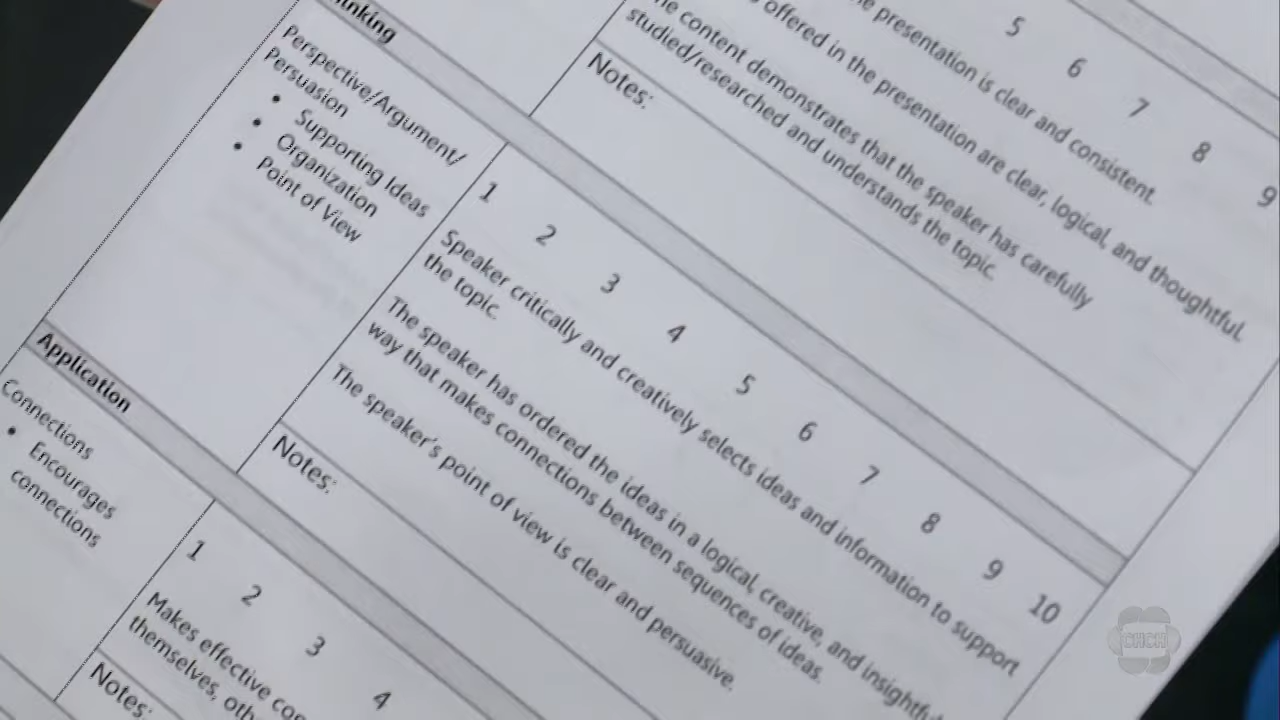 5 6 7 8 9
presentation is clear and consistent.
offered in the presentation are clear, logical, and thoughtful.
content demonstrates that the speaker has carefully
studied/researched and understands the topic.
Notes:
Perspective/Argument/
Persuasion
• Supporting Ideas
• Organization
• Point of View
1 2 3 4 5 6 7 8 9 10
Speaker critically and creatively selects ideas and information to support
the topic.
The speaker has ordered the ideas in a logical, creative, and insightful
way that makes connections between sequences of ideas.
The speaker's point of view is clear and persuasive.
Notes:
Application
Connections
• Encourages
connections
1 2 3 4
Makes effective
themselves,
Notes:
CHCH